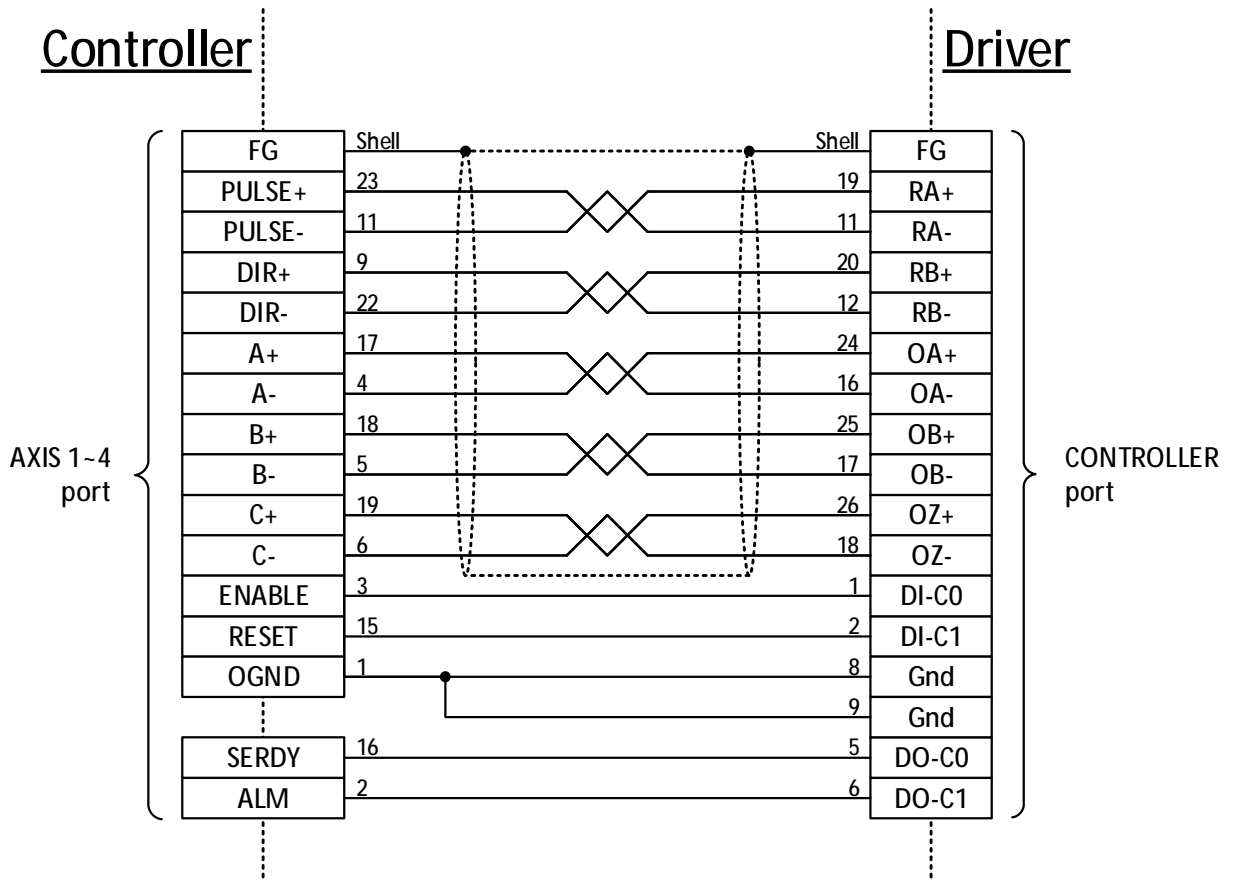 Controller Driver
FG Shell Shell FG
PULSE+ 23 19 RA+
PULSE- 11 11 RA-
DIR+ 9 20 RB+
DIR- 22 12 RB-
A+ 17 24 OA+
A- 4 16 OA-
B+ 18 25 OB+
B- 5 17 OB-
C+ 19 26 OZ+
C- 6 18 OZ-
ENABLE 3 1 DI-C0
RESET 15 2 DI-C1
OGND 1 8 Gnd
9 Gnd
SERDY 16 5 DO-C0
ALM 2 6 DO-C1
AXIS 1~4
port
CONTROLLER
port